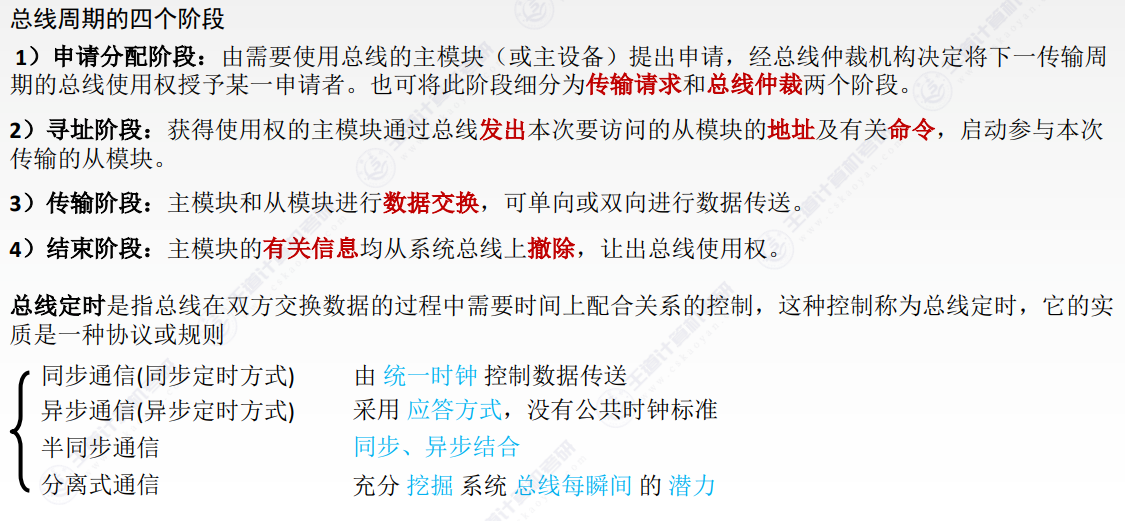 总线周期的四个阶段
1）申请分配阶段：由需要使用总线的主模块（或主设备）提出申请，经总线仲裁机构决定将下一传输周
期的总线使用权授予某一申请者。也可将此阶段细分为传输请求和总线仲裁两个阶段。
2）寻址阶段：获得使用权的主模块通过总线发出本次要访问的从模块的地址及有关命令，启动参与本次
传输的从模块。
3）传输阶段：主模块和从模块进行数据交换，可单向或双向进行数据传送。
4）结束阶段：主模块的有关信息均从系统总线上撤除，让出总线使用权。
总线定时是指总线在双方交换数据的过程中需要时间上配合关系的控制，这种控制称为总线定时，它的实
质是一种协议或规则
同步通信(同步定时方式) 由 统一时钟 控制数据传送
异步通信(异步定时方式) 采用 应答方式，没有公共时钟标准
半同步通信 同步、异步结合
分离式通信 充分 挖掘 系统 总线每瞬间 的 潜力